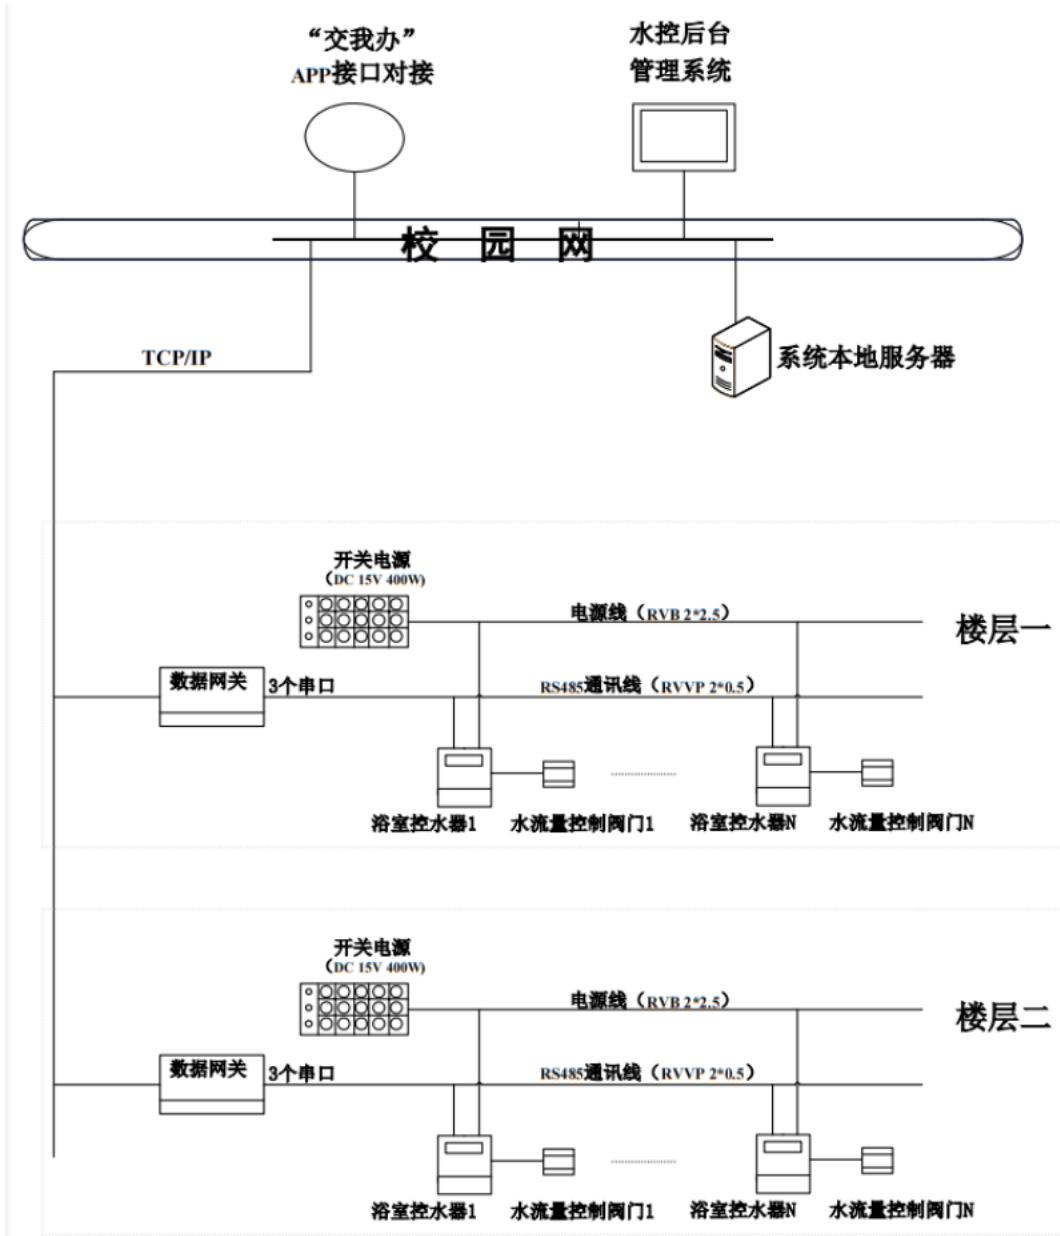 “交我办”
APP接口对接
水控后台
管理系统
校 园 网
TCP/IP
系统本地服务器
开关电源
（DC 15V 400W)
电源线（RVB 2*2.5）
楼层一
数据网关
3个串口
RS485通讯线（RVVP 2*0.5）
浴室控水器1
水流量控制阀门1
浴室控水器N
水流量控制阀门N
开关电源
（DC 15V 400W)
电源线（RVB 2*2.5）
楼层二
数据网关
3个串口
RS485通讯线（RVVP 2*0.5）
浴室控水器1
水流量控制阀门1
浴室控水器N
水流量控制阀门N